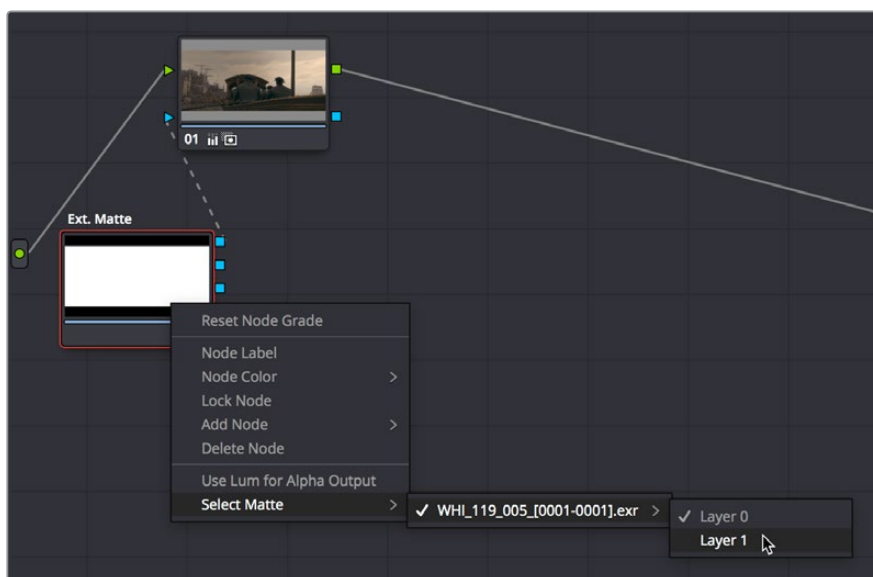 01
Ext. Matte
Reset Node Grade
Node Label
Node Color
Lock Node
Add Node
Delete Node
Use Lum for Alpha Output
Select Matte
WHI_119_005_[0001-0001].exr
Layer 0
Layer 1